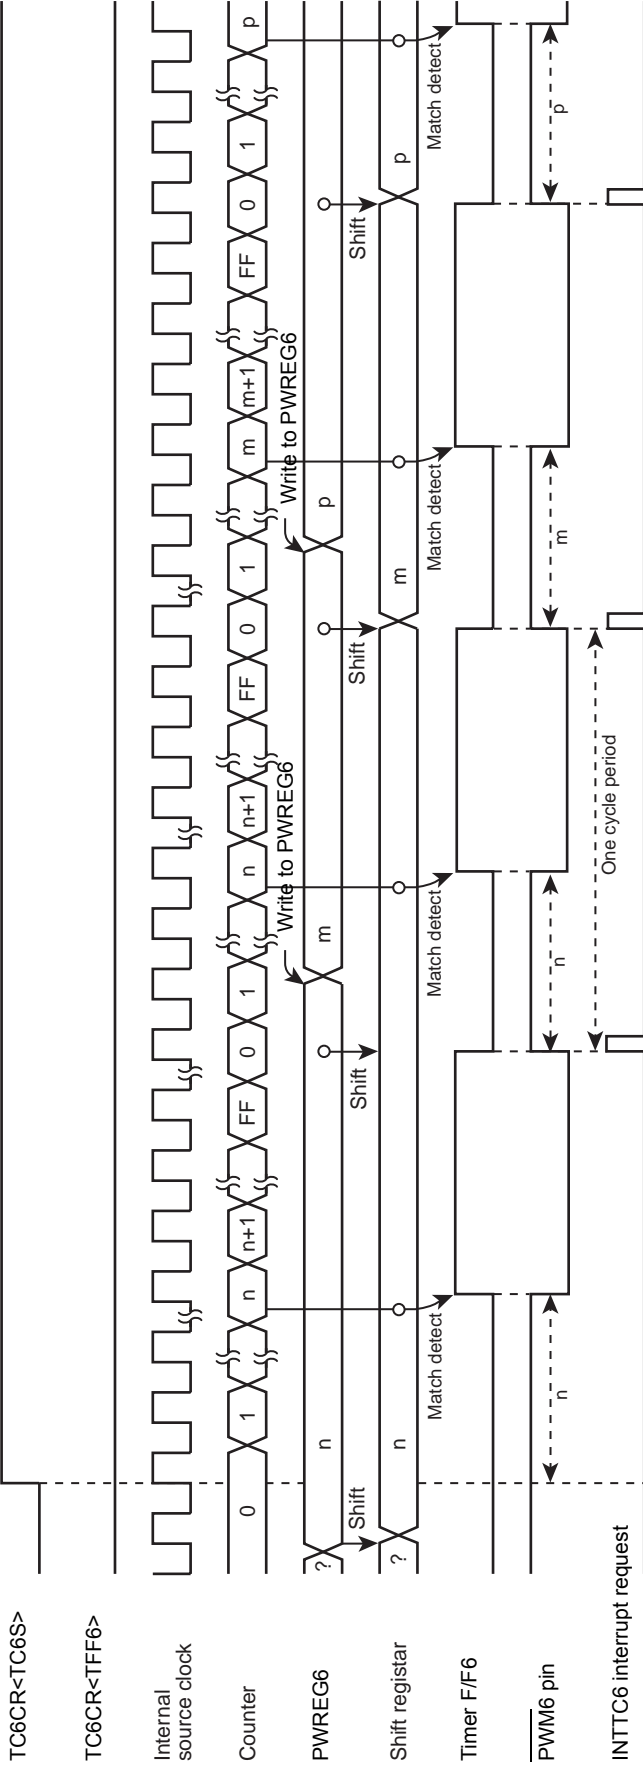 TC6CR<TC6S>
TC6CR<TFF6>
Internal
source clock
Counter
0
1
n
n+1
FF
0
1
n
n+1
FF
0
1
m
m+1
FF
0
1
p
Write to PWREG6
Write to PWREG6
PWREG6
?
n
m
p
Shift
Shift
Shift
Shift
Shift registar
?
n
m
p
Match detect
Match detect
Match detect
Match detect
Timer F/F6
PWM6 pin
n
n
m
p
One cycle period
INTTC6 interrupt request